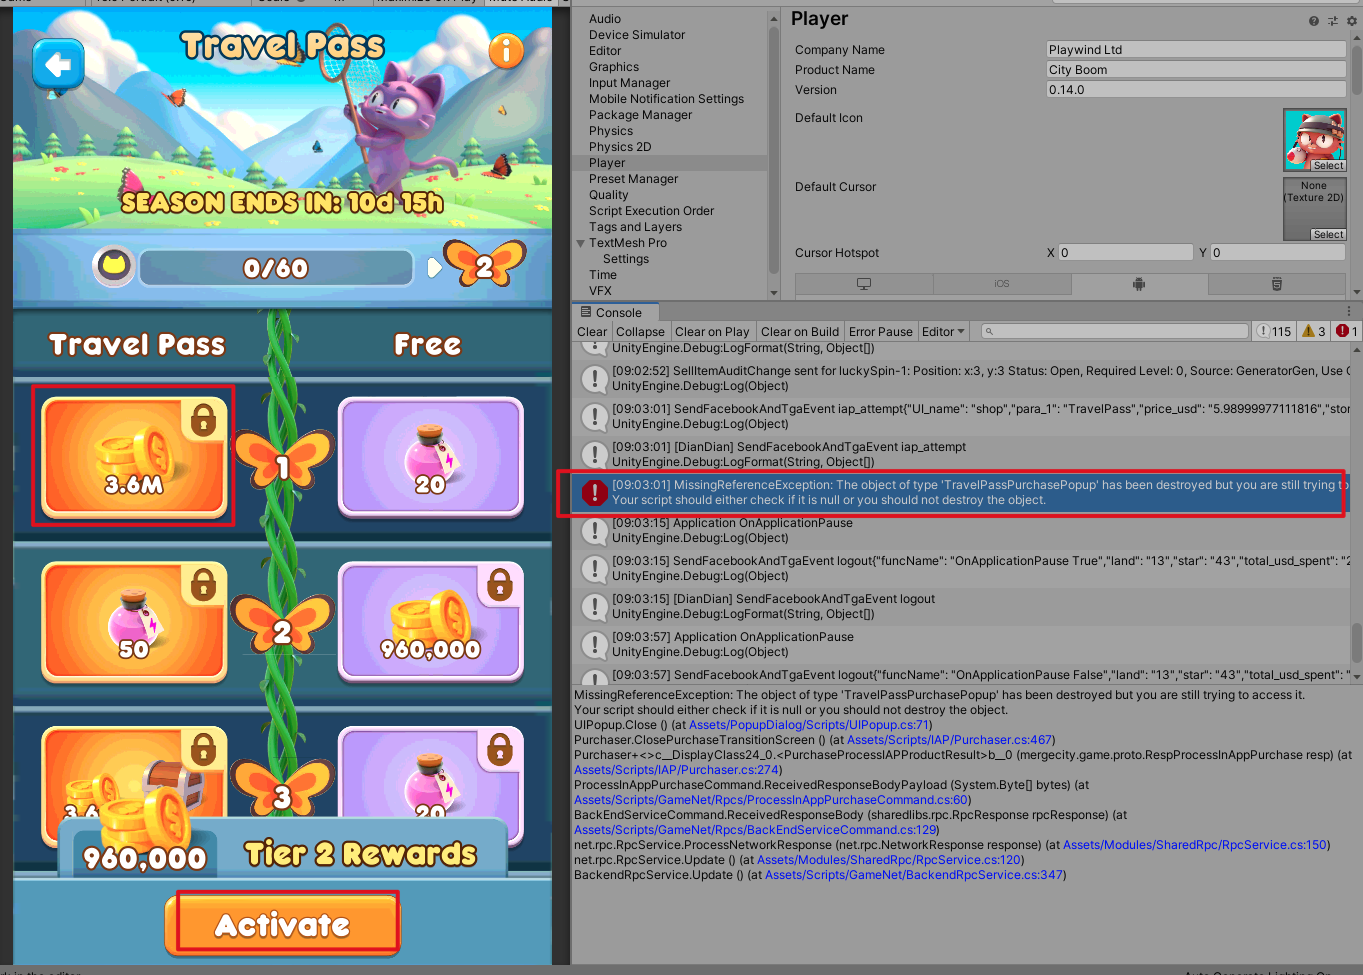 Maximize On Play
Mute Audio
Travel Pass
i
SEASON ENDS IN: 10d 15h
0/60
2
Travel Pass
Free
3.6M
1
20
50
2
960,000
3
20
960,000
Tier 2 Rewards
Activate
Audio
Device Simulator
Editor
Graphics
Input Manager
Mobile Notification Settings
Package Manager
Physics
Physics 2D
Player
Preset Manager
Quality
Script Execution Order
Tags and Layers
TextMesh Pro
Settings
Time
VFX
Player
Company Name
Playwind Ltd
Product Name
City Boom
Version
0.14.0
Default Icon
Select
Default Cursor
None
(Texture 2D)
Select
Cursor Hotspot
X 0
Y 0
iOS
Console
Clear Collapse Clear on Play Clear on Build Error Pause Editor
115 3 1
UnityEngine.Debug:LogFormat(String, Object[])
[09:02:52] SellItemAuditChange sent for luckySpin-1: Position: x:3, y:3 Status: Open, Required Level: 0, Source: GeneratorGen, Use
UnityEngine.Debug:Log(Object)
[09:03:01] SendFacebookAndTgaEvent iap_attempt{"UI_name": "shop","para_1": "TravelPass","price_usd": "5.98999977111816","stor
UnityEngine.Debug:Log(Object)
[09:03:01] [DianDian] SendFacebookAndTgaEvent iap_attempt
UnityEngine.Debug:LogFormat(String, Object[])
[09:03:01] MissingReferenceException: The object of type 'TravelPassPurchasePopup' has been destroyed but you are still trying to
Your script should either check if it is null or you should not destroy the object.
[09:03:15] Application OnApplicationPause
UnityEngine.Debug:Log(Object)
[09:03:15] SendFacebookAndTgaEvent logout{"funcName": "OnApplicationPause True","land": "13","star": "43","total_usd_spent": "2
UnityEngine.Debug:Log(Object)
[09:03:15] [DianDian] SendFacebookAndTgaEvent logout
UnityEngine.Debug:LogFormat(String, Object[])
[09:03:57] Application OnApplicationPause
UnityEngine.Debug:Log(Object)
[09:03:57] SendFacebookAndTgaEvent logout{"funcName": "OnApplicationPause False","land": "13","star": "43","total_usd_spent": "
MissingReferenceException: The object of type 'TravelPassPurchasePopup' has been destroyed but you are still trying to access it.
Your script should either check if it is null or you should not destroy the object.
UIPopup.Close () (at Assets/PopupDialog/Scripts/UIPopup.cs:71)
Purchaser.ClosePurchaseTransitionScreen () (at Assets/Scripts/IAP/Purchaser.cs:467)
Purchaser+<>c__DisplayClass24_0.<PurchaseProcessIAPProductResult>b__0 (mergecity.game.proto.RespProcessInAppPurchase resp) (at
Assets/Scripts/IAP/Purchaser.cs:274)
ProcessInAppPurchaseCommand.ReceivedResponseBodyPayload (System.Byte[] bytes) (at
Assets/Scripts/GameNet/Rpcs/ProcessInAppPurchaseCommand.cs:60)
BackEndServiceCommand.ReceivedResponseBody (sharedlibs.rpc.RpcResponse rpcResponse) (at
Assets/Scripts/GameNet/Rpcs/BackEndServiceCommand.cs:129)
net.rpc.RpcService.ProcessNetworkResponse (net.rpc.NetworkResponse response) (at Assets/Modules/SharedRpc/RpcService.cs:150)
net.rpc.RpcService.Update () (at Assets/Modules/SharedRpc/RpcService.cs:120)
BackendRpcService.Update () (at Assets/Scripts/GameNet/BackendRpcService.cs:347)